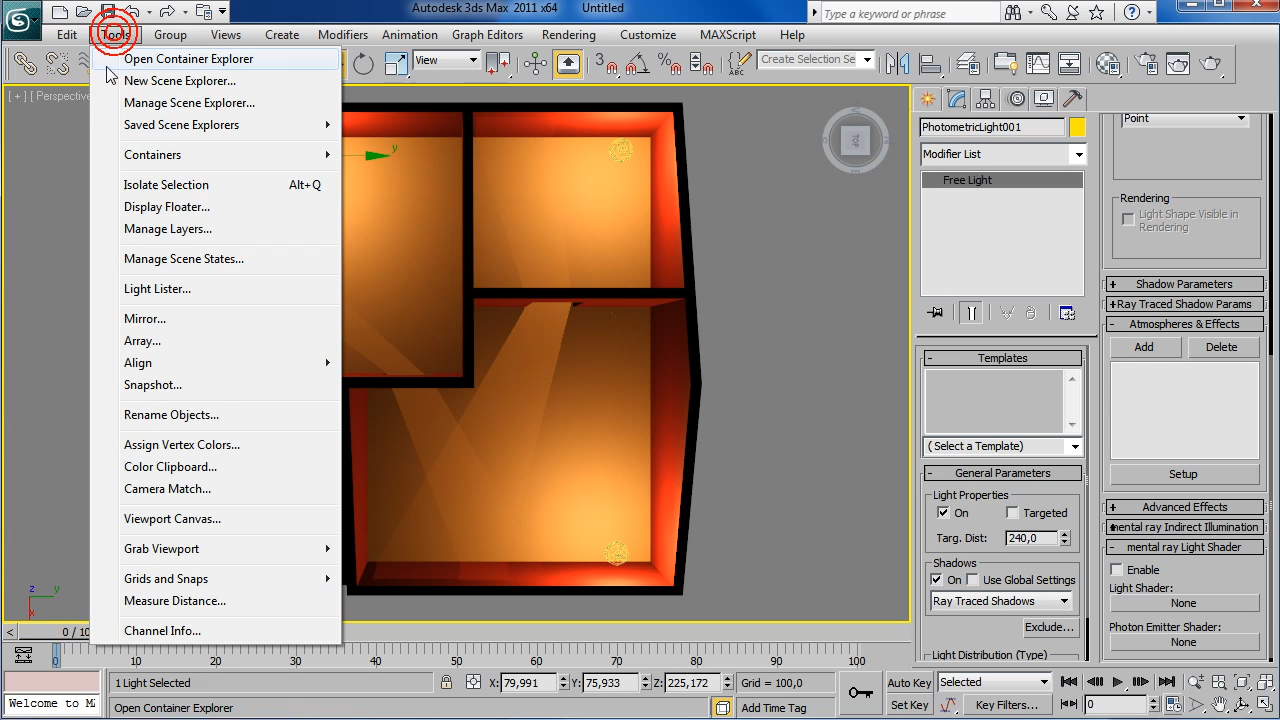 Autodesk 3ds Max 2011 x64 Untitled
Type a keyword or phrase
Edit Tools Group Views Create Modifiers Animation Graph Editors Rendering Customize MAXScript Help
View
Create Selection Se
[ + ] [ Perspective
Open Container Explorer
New Scene Explorer...
Manage Scene Explorer...
Saved Scene Explorers
Containers
Isolate Selection Alt+Q
Display Floater...
Manage Layers...
Manage Scene States...
Light Lister...
Mirror...
Array...
Align
Snapshot...
Rename Objects...
Assign Vertex Colors...
Color Clipboard...
Camera Match...
Viewport Canvas...
Grab Viewport
Grids and Snaps
Measure Distance...
Channel Info...
y
TOP
z
y
x
PhotometricLight001
Modifier List
Free Light
Templates
(Select a Template)
General Parameters
Light Properties
On Targeted
Targ. Dist: 240,0
Shadows
On Use Global Settings
Ray Traced Shadows
Exclude...
Light Distribution (Type)
Point
Rendering
Light Shape Visible in
Rendering
Shadow Parameters
Ray Traced Shadow Params
Atmospheres & Effects
Add Delete
Setup
Advanced Effects
mental ray Indirect Illumination
mental ray Light Shader
Enable
Light Shader:
None
Photon Emitter Shader:
None
0 / 10
0 10 20 30 40 50 60 70 80 90 100
1 Light Selected X: 79,991 Y: 75,933 Z: 225,172 Grid = 100,0 Auto Key Selected
Welcome to MA Open Container Explorer Add Time Tag Set Key Key Filters... 0